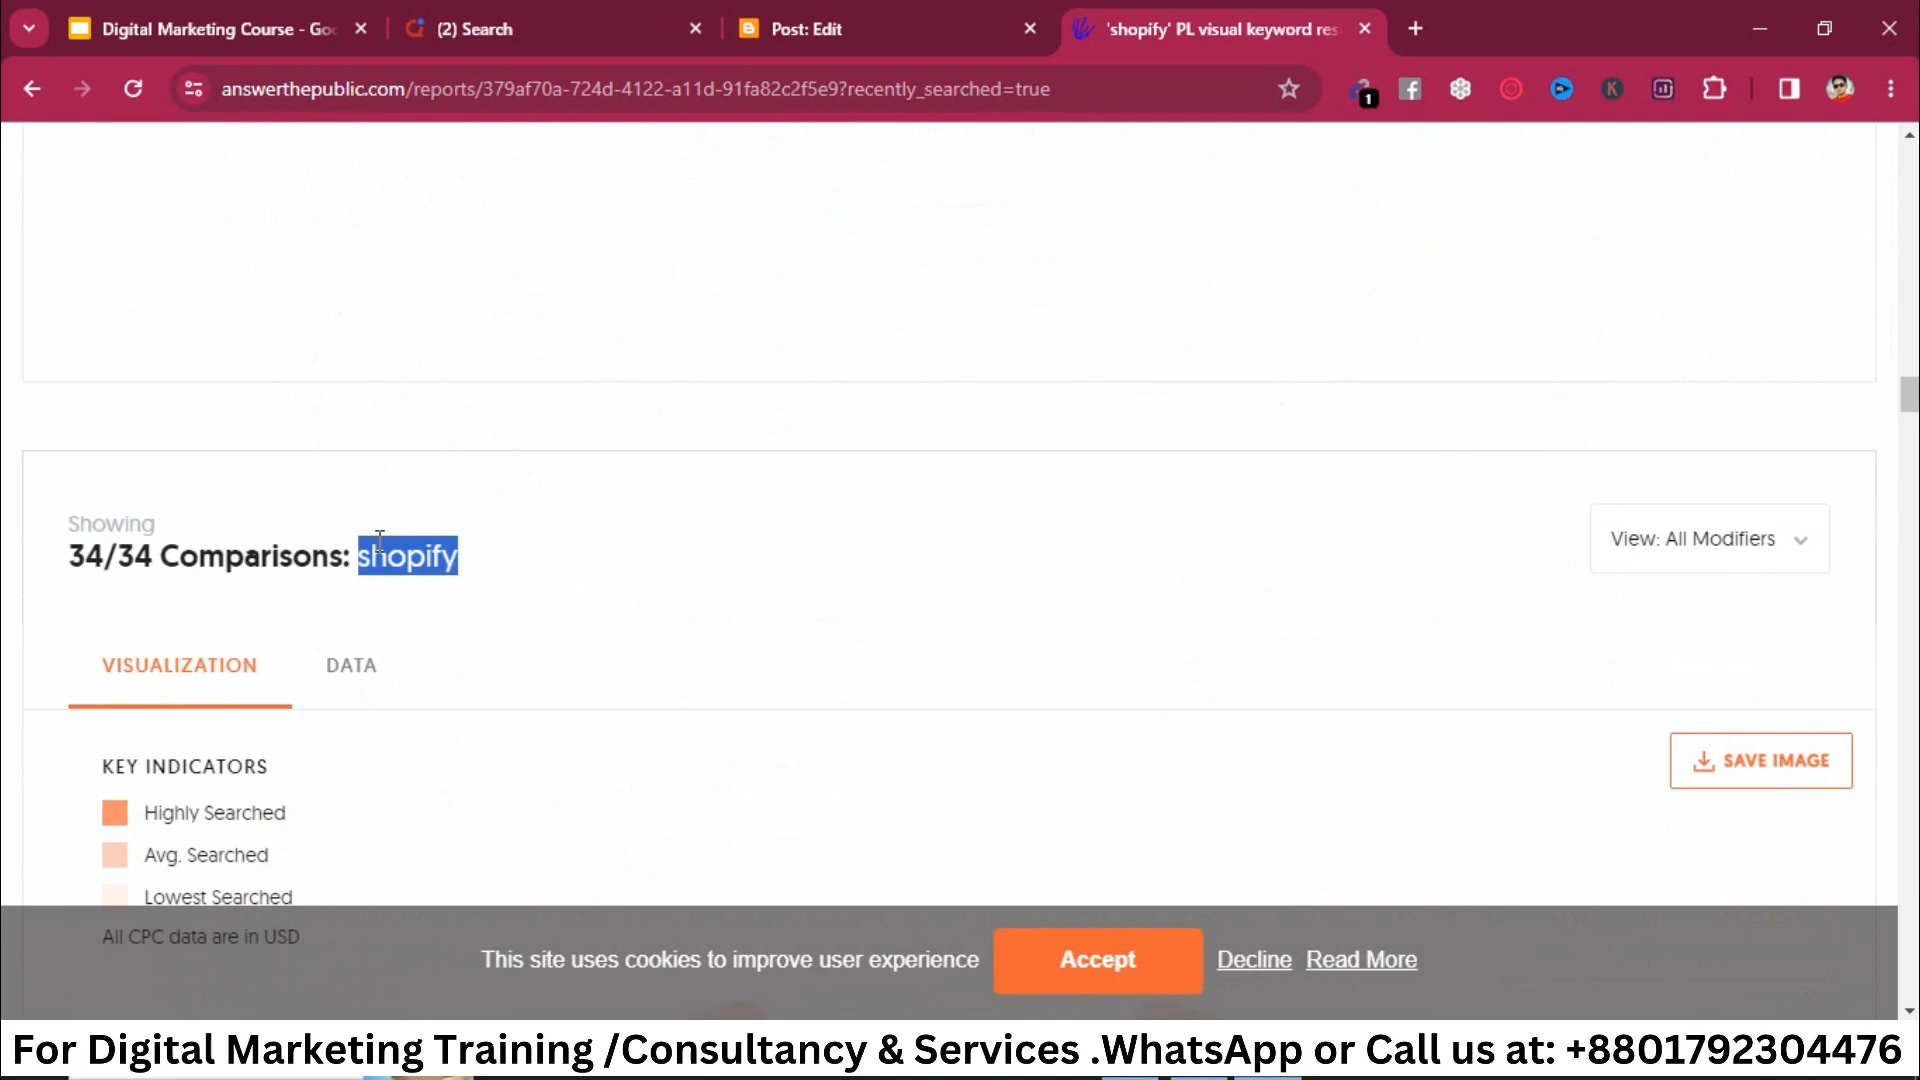 Digital Marketing Course - Goo
(2) Search
Post: Edit
'shopify' PL visual keyword res
answerthepublic.com/reports/379af70a-724d-4122-a11d-91fa82c2f5e9?recently_searched=true
1
K
Showing
34/34 Comparisons: shopify
View: All Modifiers
VISUALIZATION
DATA
KEY INDICATORS
SAVE IMAGE
Highly Searched
Avg. Searched
Lowest Searched
All CPC data are in USD
This site uses cookies to improve user experience
Accept
Decline
Read More
For Digital Marketing Training /Consultancy & Services .WhatsApp or Call us at: +8801792304476